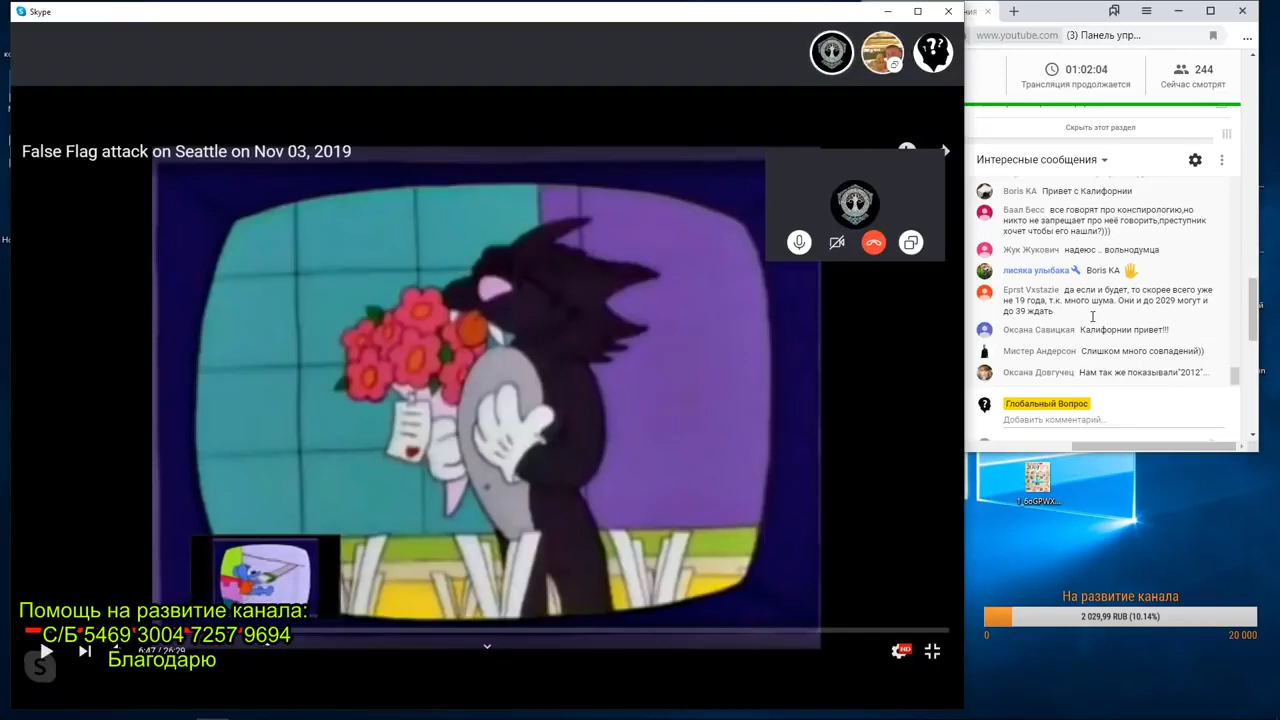 Skype
False Flag attack on Seattle on Nov 03, 2019
Помощь на развитие канала:
С/Б 5469 3004 7257 9694
Благодарю
6:47 / 26:29
HD
www.youtube.com
(3) Панель упр...
01:02:04
Трансляция продолжается
244
Сейчас смотрят
Скрыть этот раздел
Интересные сообщения
Boris KA Привет с Калифорнии
Баал Бесс все говорят про конспирологию,но
никто не запрещает про неё говорить,преступник
хочет чтобы его нашли?)))
Жук Жукович надеюс .. вольнодумца
лисяка улыбака Boris KA
Eprst Vxstazie да если и будет, то скорее всего уже
не 19 года, т.к. много шума. Они и до 2029 могут и
до 39 ждать
Оксана Савицкая Калифорнии привет!!!
Мистер Андерсон Слишком много совпадений))
Оксана Довгучец Нам так же показывали"2012"...
Глобальный Вопрос
Добавить комментарий...
1_6oGPWX...
На развитие канала
2 029,99 RUB (10.14%)
0
20 000